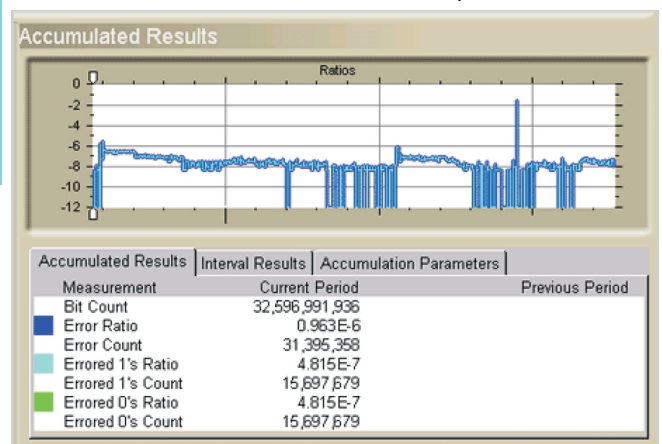 Accumulated Results
Ratios
0
-2
-4
-6
-8
-10
-12
Accumulated Results Interval Results Accumulation Parameters
Measurement Current Period Previous Period
Bit Count 32,596,991,936
Error Ratio 0.963E-6
Error Count 31,395,358
Errored 1's Ratio 4.815E-7
Errored 1's Count 15,697,679
Errored 0's Ratio 4.815E-7
Errored 0's Count 15,697,679